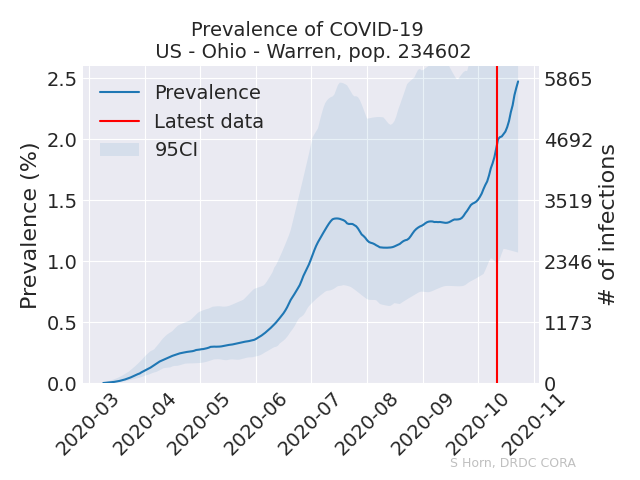 Prevalence of COVID-19
US - Ohio - Warren, pop. 234602
Prevalence
Latest data
95CI
Prevalence (%)
2.5
2.0
1.5
1.0
0.5
0.0
5865
4692
3519
2346
1173
0
# of infections
2020-03
2020-04
2020-05
2020-06
2020-07
2020-08
2020-09
2020-10
2020-11
S Horn, DRDC CORA